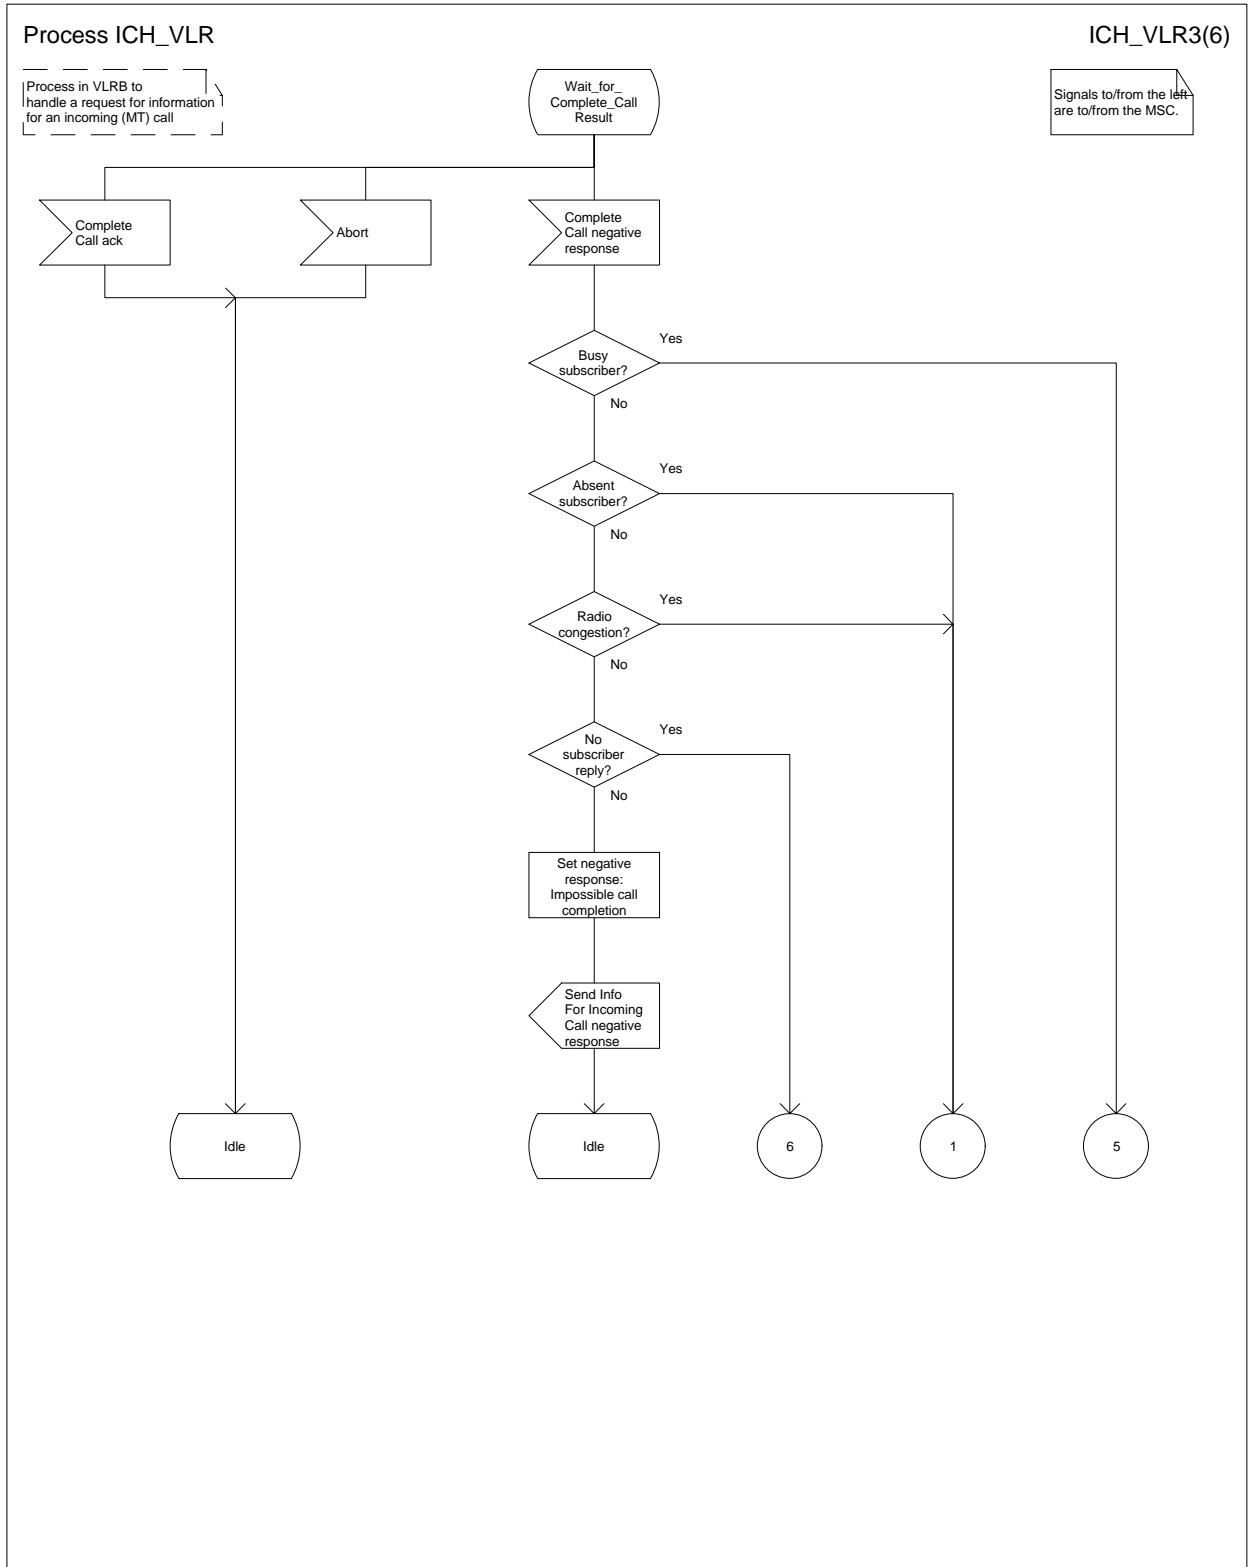 Process ICH_VLR
ICH_VLR3(6)
Process in VLRB to
handle a request for information
for an incoming (MT) call
Wait_for_
Complete_Call
Result
Signals to/from the left
are to/from the MSC.
Complete
Call ack
Abort
Complete
Call negative
response
Yes
Busy
subscriber?
No
Yes
Absent
subscriber?
No
Yes
Radio
congestion?
No
Yes
No
subscriber
reply?
No
Set negative
response:
Impossible call
completion
Send Info
For Incoming
Call negative
response
Idle
Idle
6
1
5